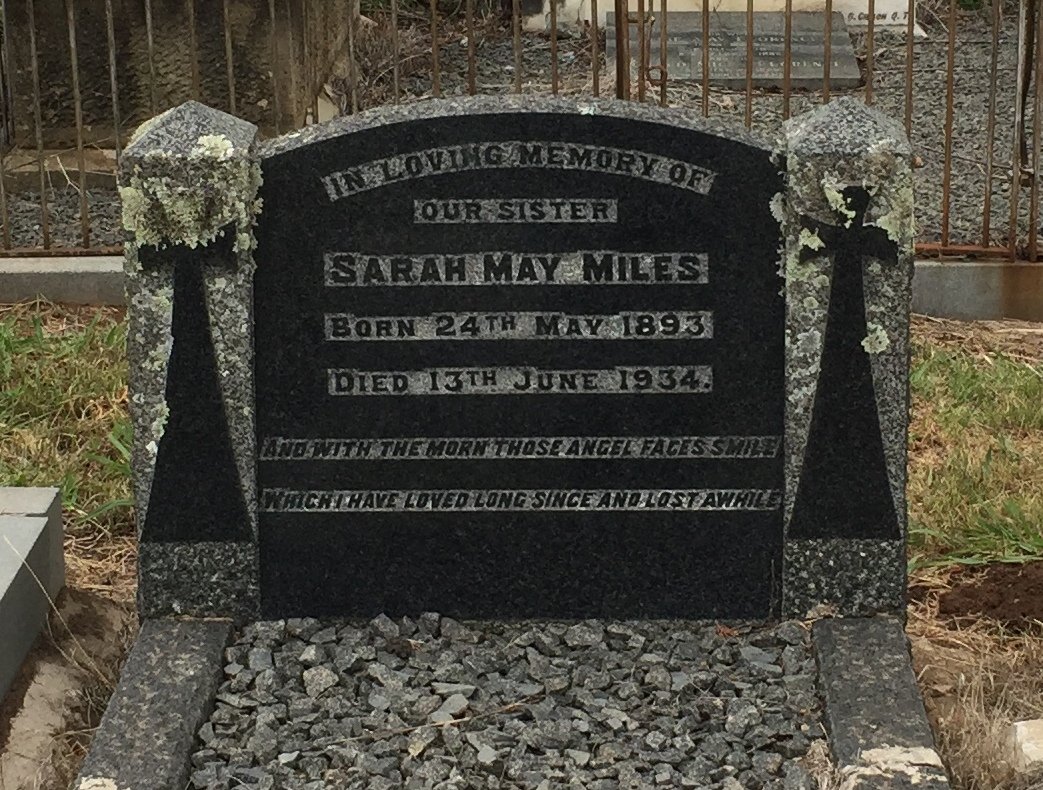 IN LOVING MEMORY OF
OUR SISTER
SARAH MAY MILES
BORN 24TH MAY 1893
DIED 13TH JUNE 1934.
AND WITH THE MORN THOSE ANGEL FACES SMILE
WHICH I HAVE LOVED LONG SINCE AND LOST AWHILE